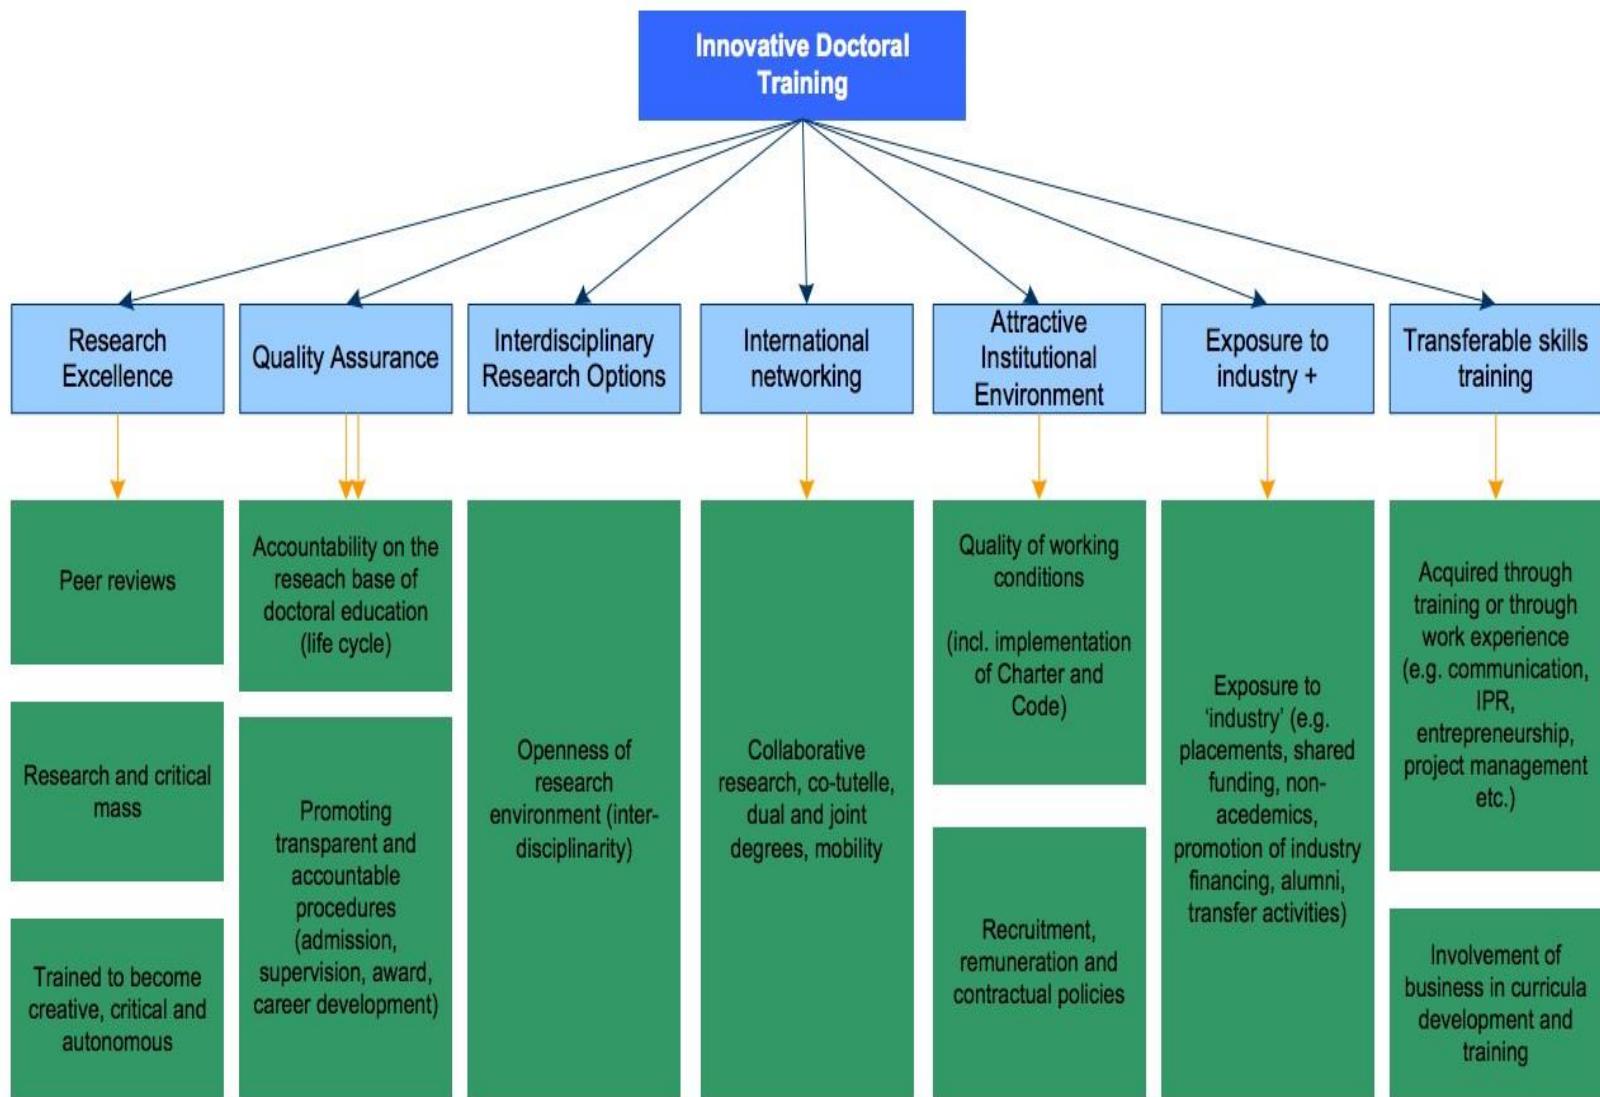 Innovative Doctoral
Training
Research
Excellence
Quality Assurance
Interdisciplinary
Research Options
International
networking
Attractive
Institutional
Environment
Exposure to
industry +
Transferable skills
training
Peer reviews
Research and critical
mass
Trained to become
creative, critical and
autonomous
Accountability on the
reseach base of
doctoral education
(life cycle)
Promoting
transparent and
accountable
procedures
(admission,
supervision, award,
career development)
Openness of
research
environment (inter-
disciplinarity)
Collaborative
research, co-tutelle,
dual and joint
degrees, mobility
Quality of working
conditions
(incl. implementation
of Charter and
Code)
Recruitment,
remuneration and
contractual policies
Exposure to
‘industry’ (e.g.
placements, shared
funding, non-
acedemics,
promotion of industry
financing, alumni,
transfer activities)
Acquired through
training or through
work experience
(e.g. communication,
IPR,
entrepreneurship,
project management
etc.)
Involvement of
business in curricula
development and
training